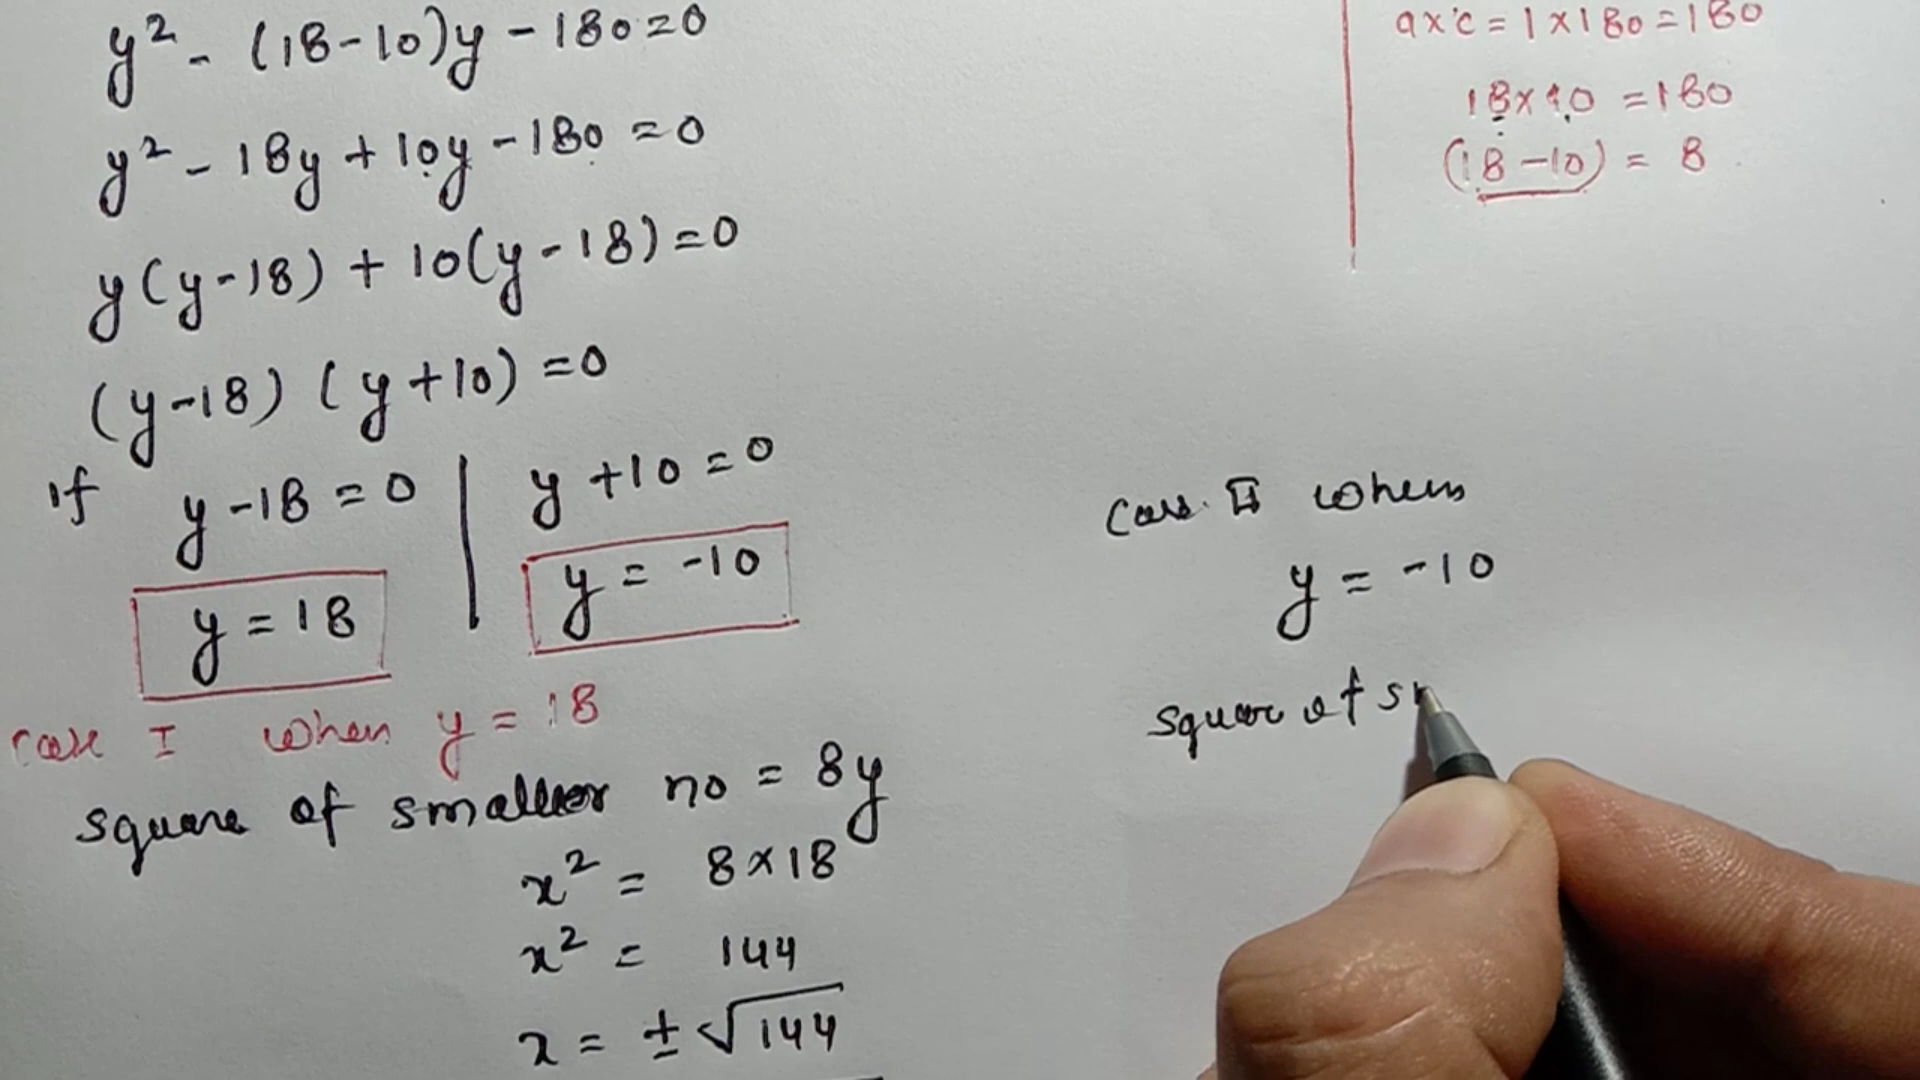 y² - (18-10)y - 180 = 0
y² - 18y + 10y - 180 = 0
y(y-18) + 10(y-18) = 0
(y-18) (y+10) = 0
if y-18 = 0 | y+10 = 0
y = 18 | y = -10
case I when y = 18
square of smaller no = 8y
x² = 8×18
x² = 144
x = ± √144
a×c = 1×180 = 180
18×10 = 180
(18-10) = 8
Case II when
y = -10
square of s